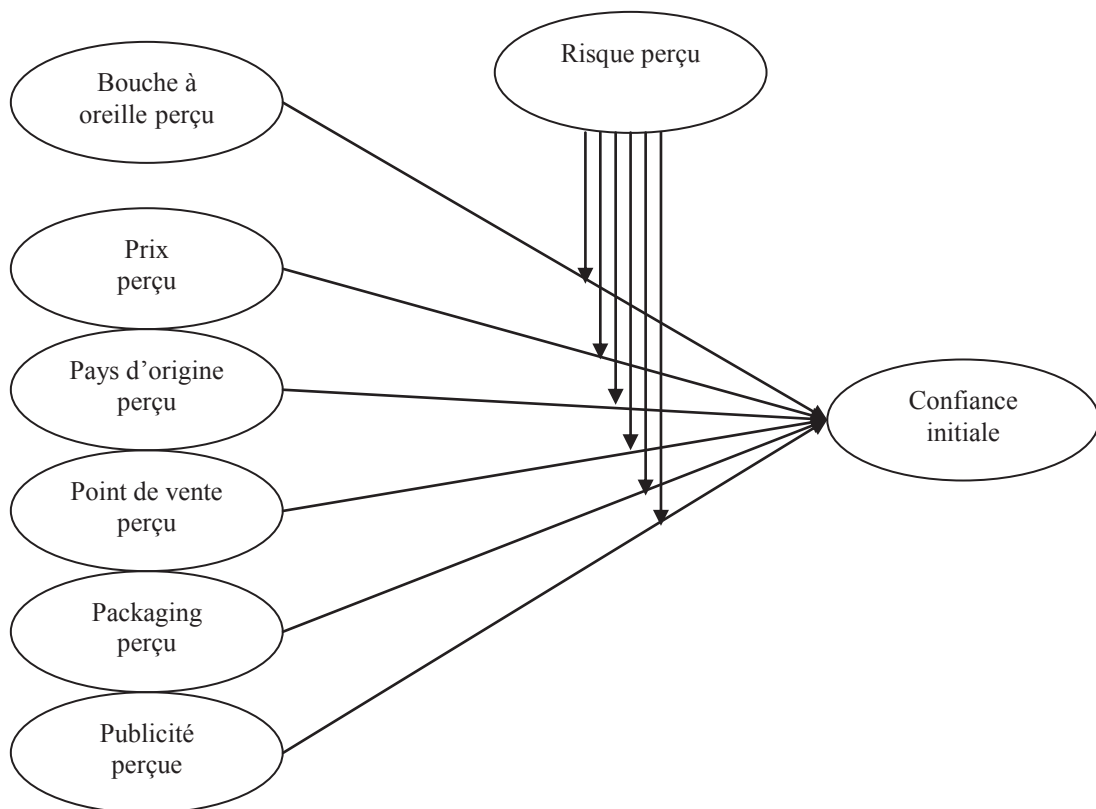 Risque perçu
Bouche à
oreille perçu
Prix
perçu
Pays d’origine
perçu
Confiance
initiale
Point de vente
perçu
Packaging
perçu
Publicité
perçue